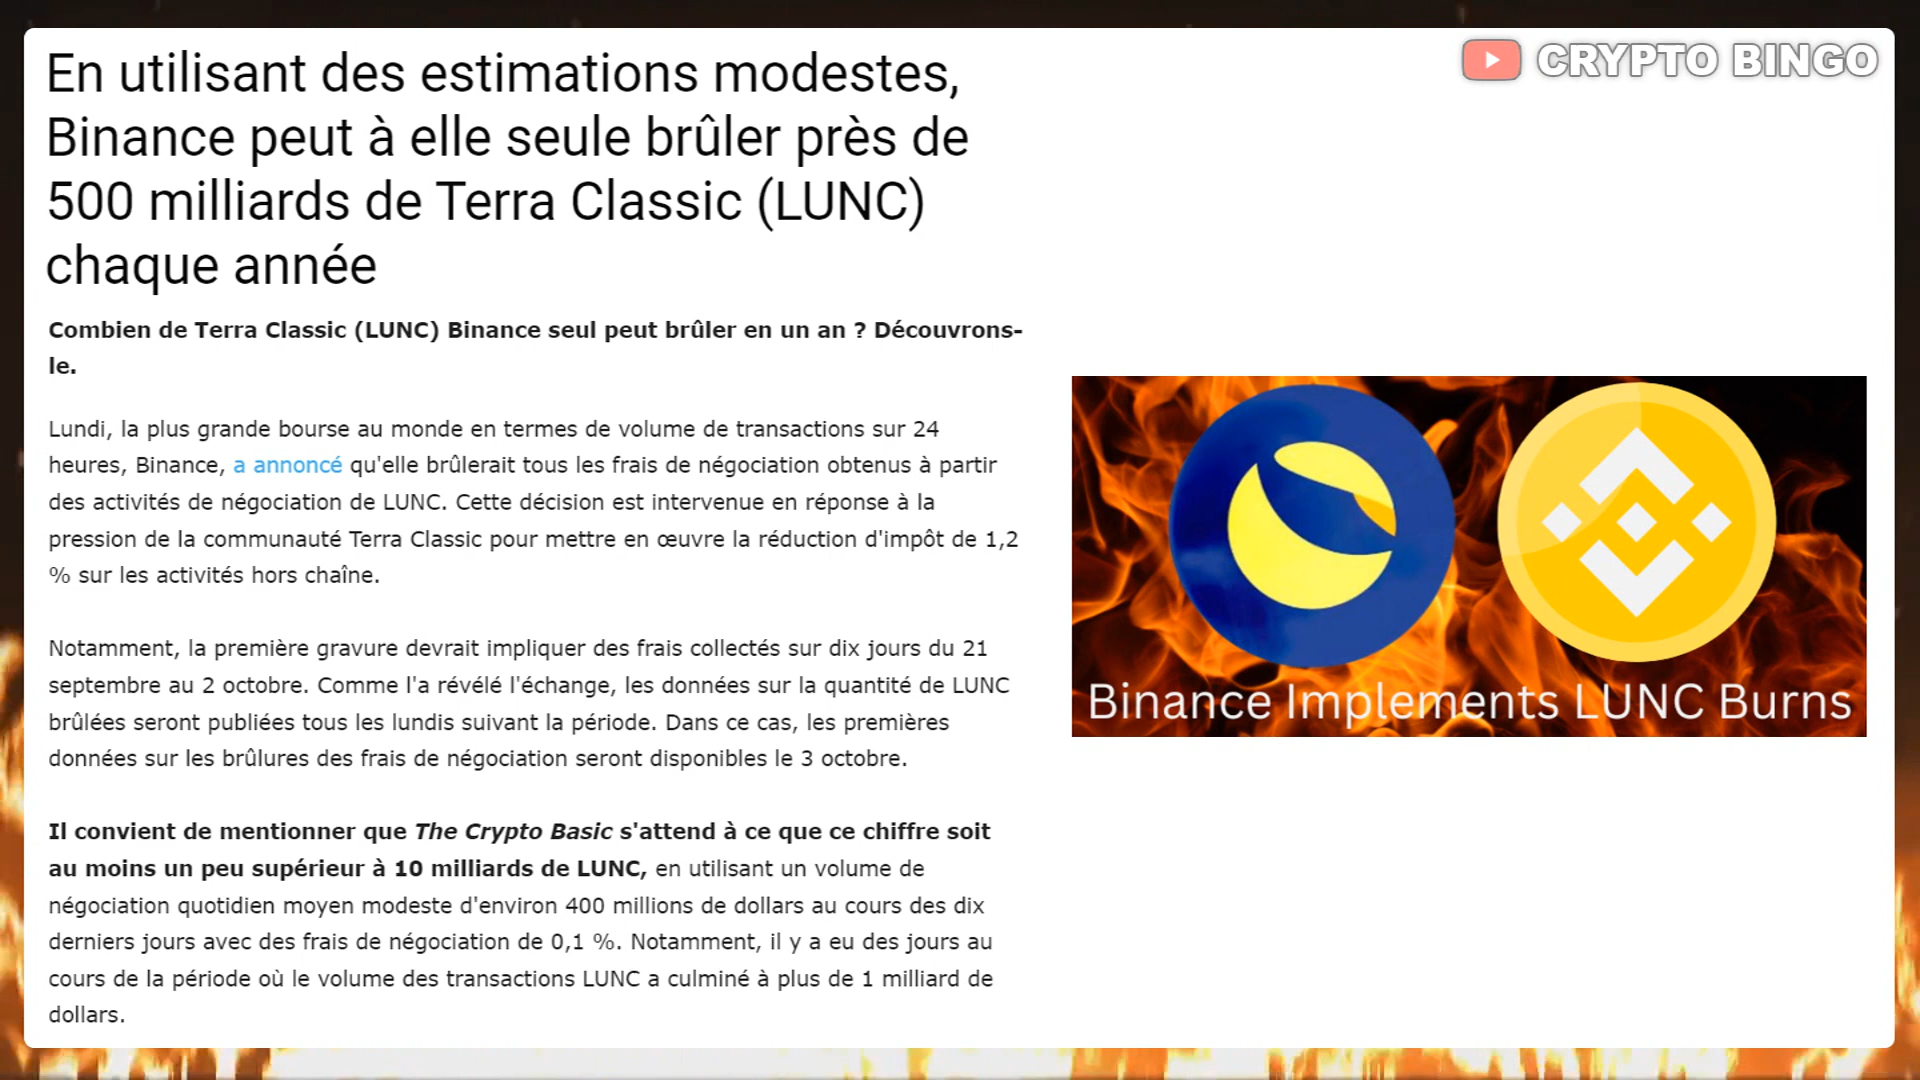 CRYPTO BINGO
En utilisant des estimations modestes,
Binance peut à elle seule brûler près de
500 milliards de Terra Classic (LUNC)
chaque année
Combien de Terra Classic (LUNC) Binance seul peut brûler en un an ? Découvrons-
le.
Lundi, la plus grande bourse au monde en termes de volume de transactions sur 24
heures, Binance, a annoncé qu'elle brûlerait tous les frais de négociation obtenus à partir
des activités de négociation de LUNC. Cette décision est intervenue en réponse à la
pression de la communauté Terra Classic pour mettre en œuvre la réduction d'impôt de 1,2
% sur les activités hors chaîne.
Notamment, la première gravure devrait impliquer des frais collectés sur dix jours du 21
septembre au 2 octobre. Comme l'a révélé l'échange, les données sur la quantité de LUNC
brûlées seront publiées tous les lundis suivant la période. Dans ce cas, les premières
données sur les brûlures des frais de négociation seront disponibles le 3 octobre.
Il convient de mentionner que The Crypto Basic s'attend à ce que ce chiffre soit
au moins un peu supérieur à 10 milliards de LUNC, en utilisant un volume de
négociation quotidien moyen modeste d'environ 400 millions de dollars au cours des dix
derniers jours avec des frais de négociation de 0,1 %. Notamment, il y a eu des jours au
cours de la période où le volume des transactions LUNC a culminé à plus de 1 milliard de
dollars.
Binance Implements LUNC Burns